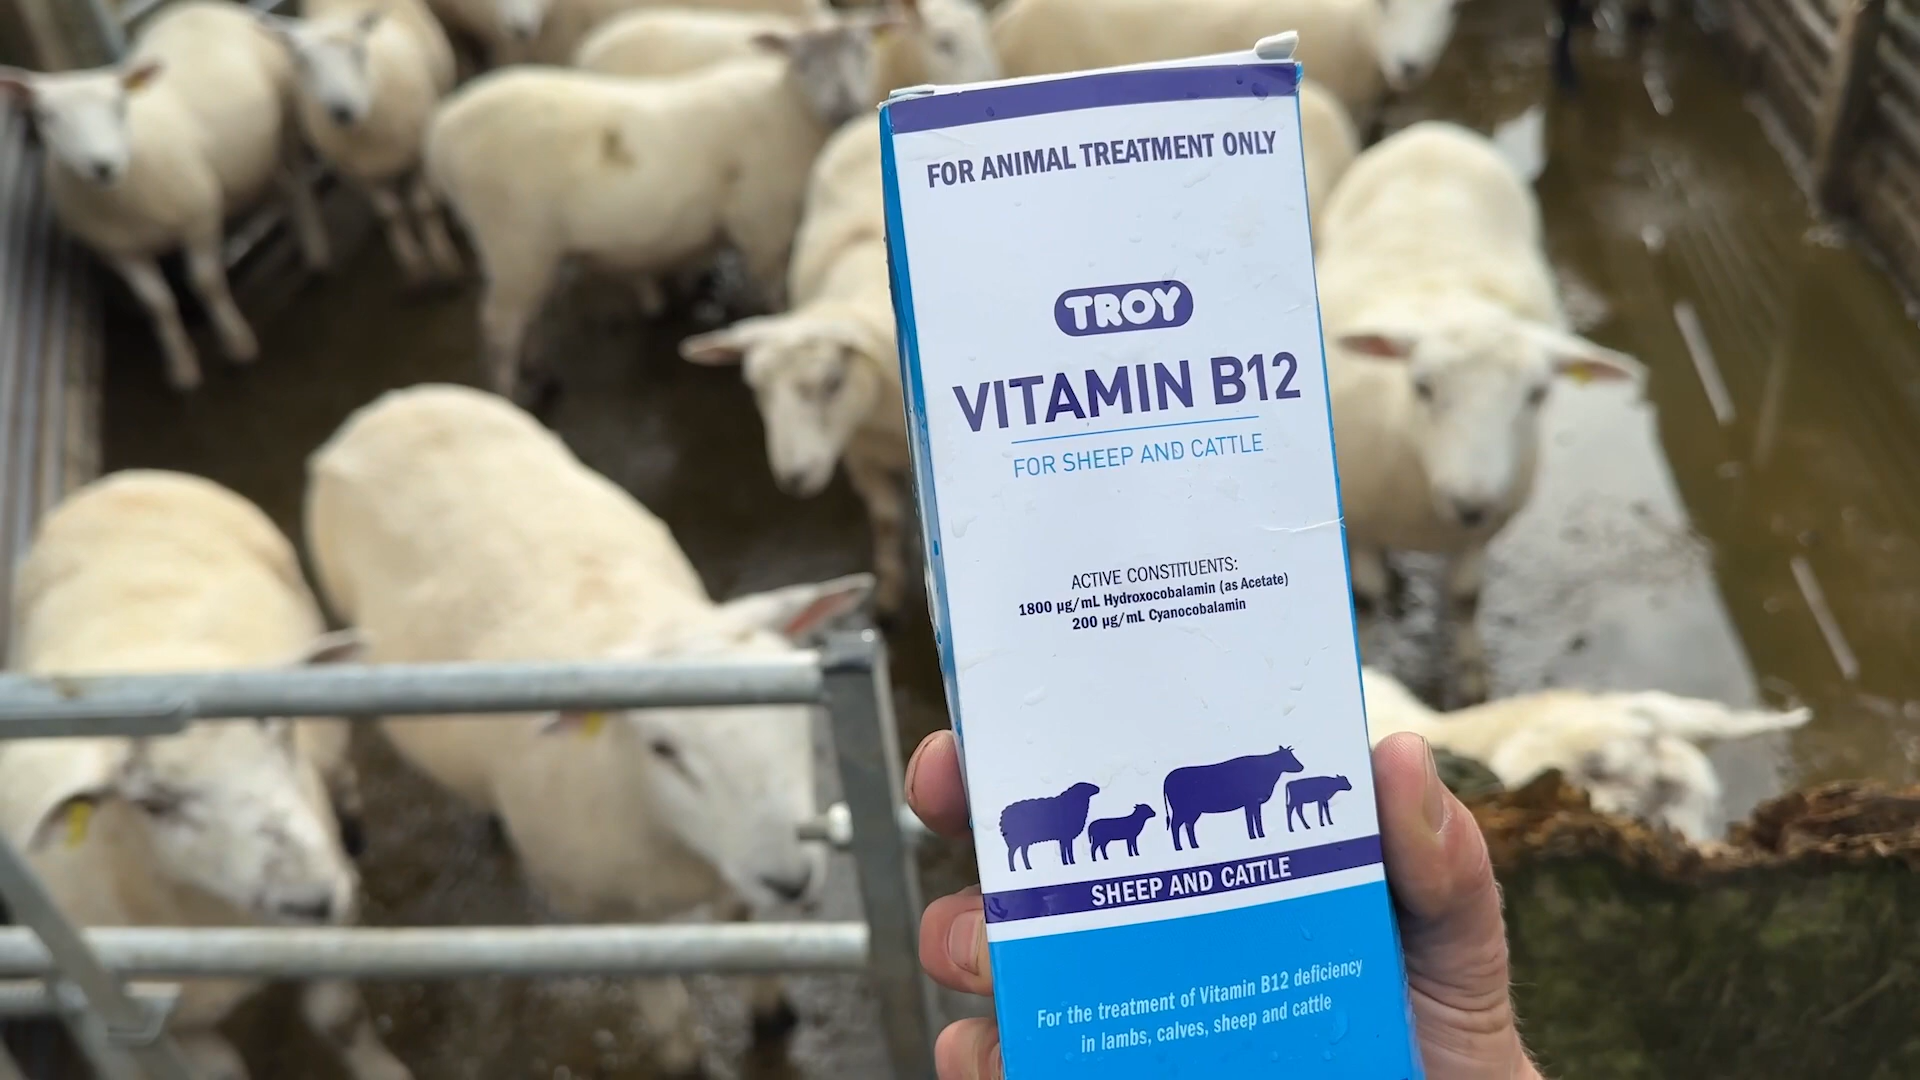 FOR ANIMAL TREATMENT ONLY
TROY
VITAMIN B12
FOR SHEEP AND CATTLE
ACTIVE CONSTITUENTS:
1800 µg/mL Hydroxocobalamin (as Acetate)
200 µg/mL Cyanocobalamin
SHEEP AND CATTLE
For the treatment of Vitamin B12 deficiency
in lambs, calves, sheep and cattle